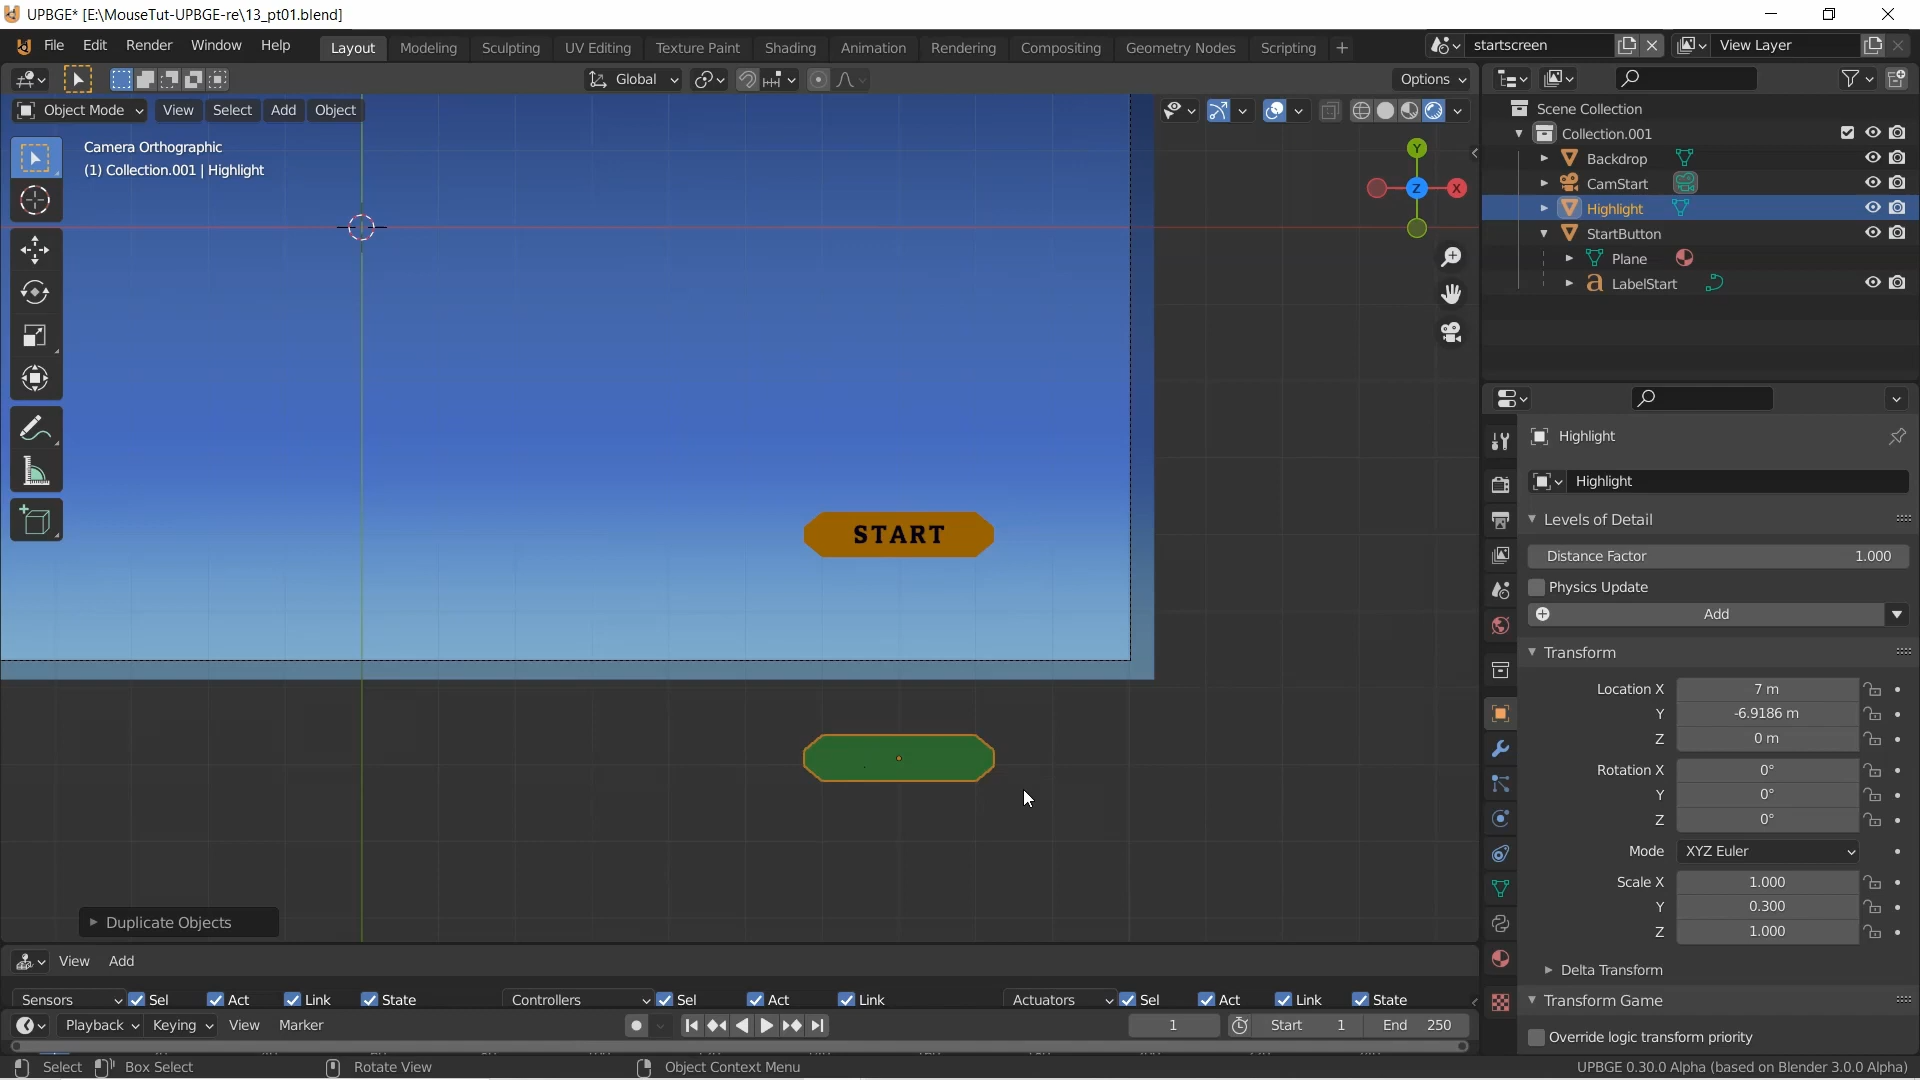 UPBGE* [E:\MouseTut-UPBGE-re\13_pt01.blend]
File Edit Render Window Help Layout Modeling Sculpting UV Editing Texture Paint Shading Animation Rendering Compositing Geometry Nodes Scripting + startscreen View Layer
Global Options
Object Mode View Select Add Object
Camera Orthographic
(1) Collection.001 | Highlight
Y
X
Z
START
Duplicate Objects
Scene Collection
Collection.001
Backdrop
CamStart
Highlight
StartButton
Plane
LabelStart
Highlight
Highlight
Levels of Detail
Distance Factor 1.000
Physics Update
Add
Transform
Location X 7 m
Y -6.9186 m
Z 0 m
Rotation X 0°
Y 0°
Z 0°
Mode XYZ Euler
Scale X 1.000
Y 0.300
Z 1.000
Delta Transform
Transform Game
Override logic transform priority
View Add
Sensors Sel Act Link State Controllers Sel Act Link Actuators Sel Act Link State
Playback Keying View Marker 1 Start 1 End 250
Select Box Select Rotate View Object Context Menu UPBGE 0.30.0 Alpha (based on Blender 3.0.0 Alpha)